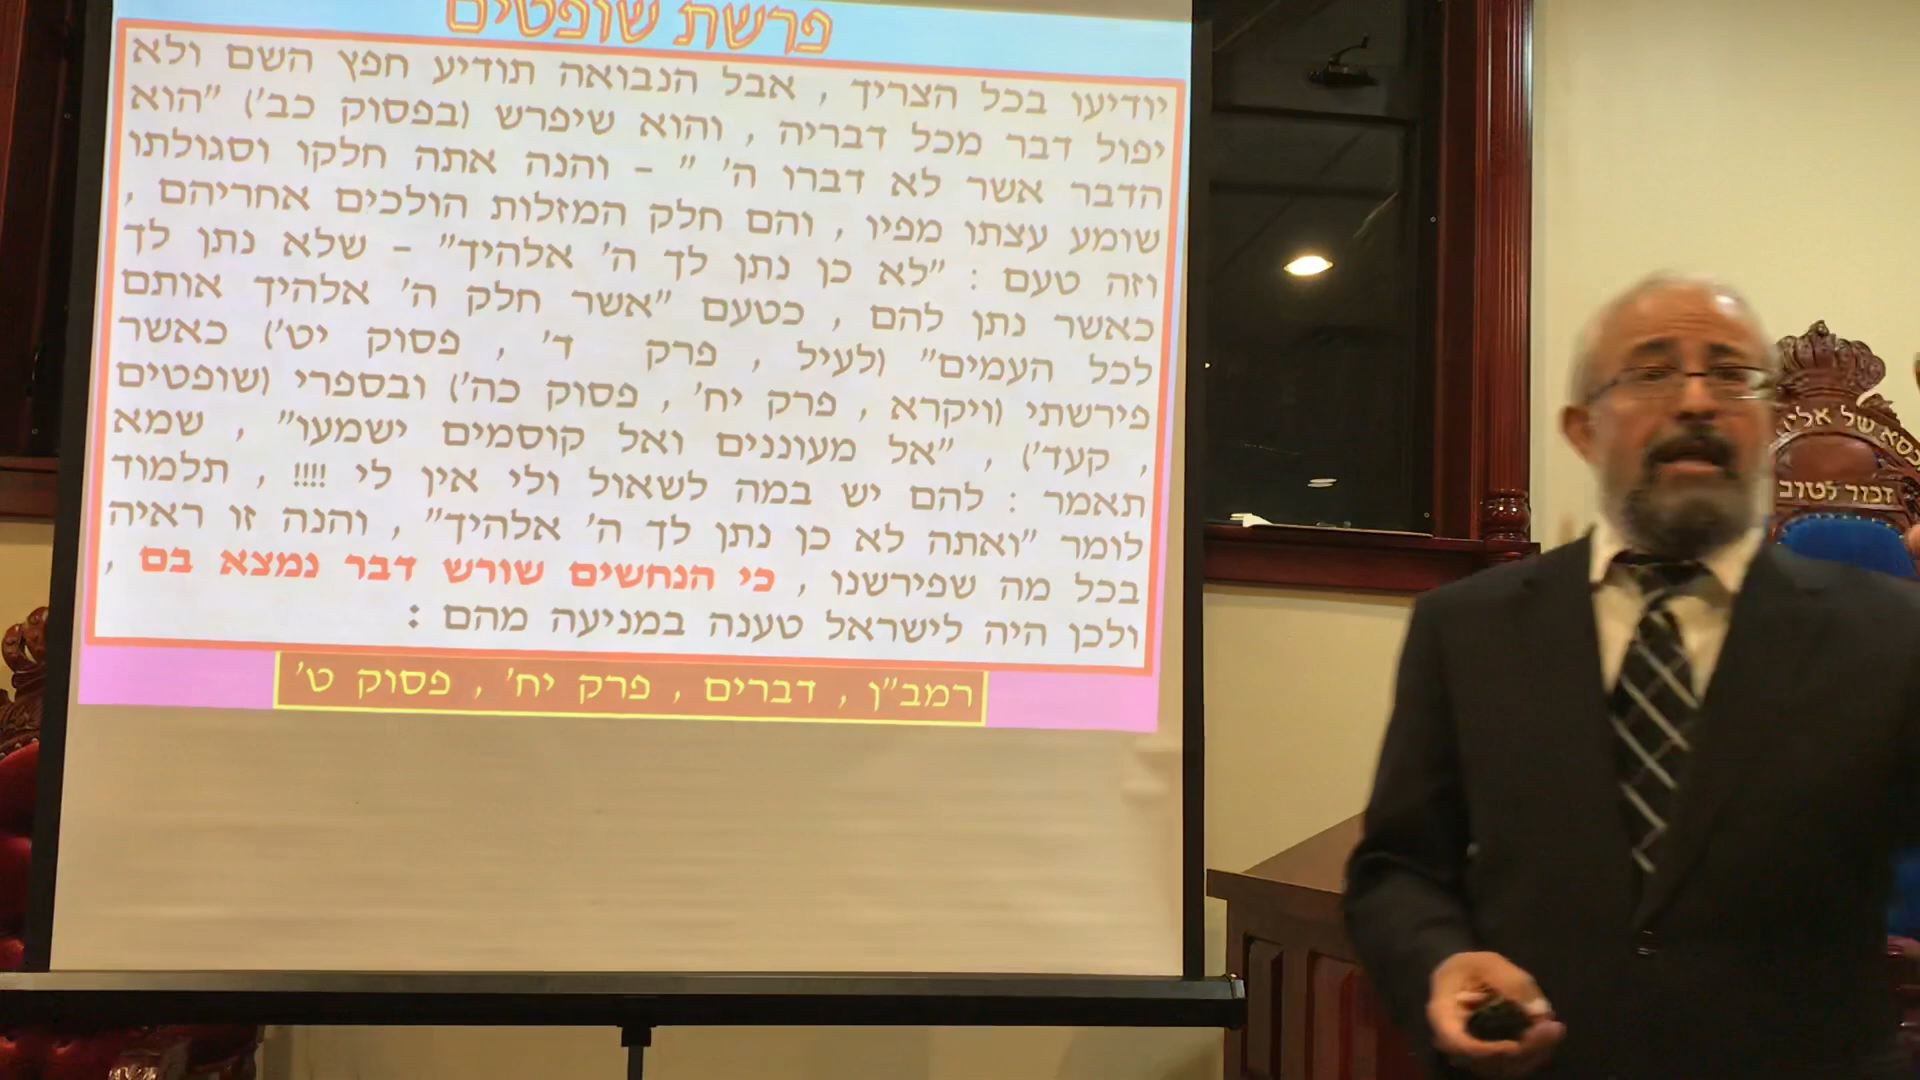 פרשת שופטים
יודיעו בכל הצריך , אבל הנבואה תודיע חפץ השם ולא
יפול דבר מכל דבריה , והוא שיפרש (בפסוק כב') "הוא
הדבר אשר לא דברו ה' " – והנה אתה חלקו וסגולתו
שומע עצתו מפיו , והם חלק המזלות הולכים אחריהם ,
וזה טעם : "לא כן נתן לך ה' אלהיך" – שלא נתן לך
כאשר נתן להם , כטעם "אשר חלק ה' אלהיך אותם
לכל העמים" (לעיל , פרק ד' , פסוק יט') כאשר
פירשתי (ויקרא , פרק יח' , פסוק כה') ובספרי (שופטים
, קעד') , "אל מעוננים ואל קוסמים ישמעו" , שמא
תאמר : להם יש במה לשאול ולי אין לי !!!! , תלמוד
לומר "ואתה לא כן נתן לך ה' אלהיך" , והנה זו ראיה
בכל מה שפירשנו , כי הנחשים שורש דבר נמצא בם ,
ולכן היה לישראל טענה במניעה מהם :
רמב"ן , דברים , פרק יח' , פסוק ט'
כסא של אליו
זכור לטוב